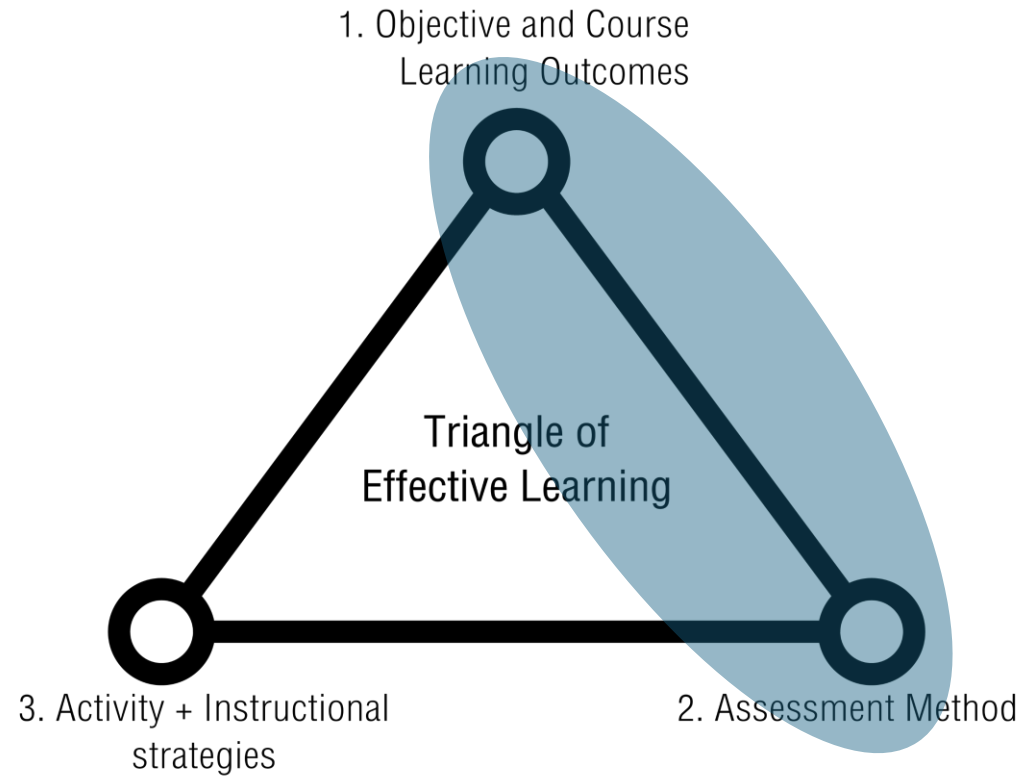 1. Objective and Course
Learning Outcomes
Triangle of
Effective Learning
3. Activity + Instructional
strategies
2. Assessment Method